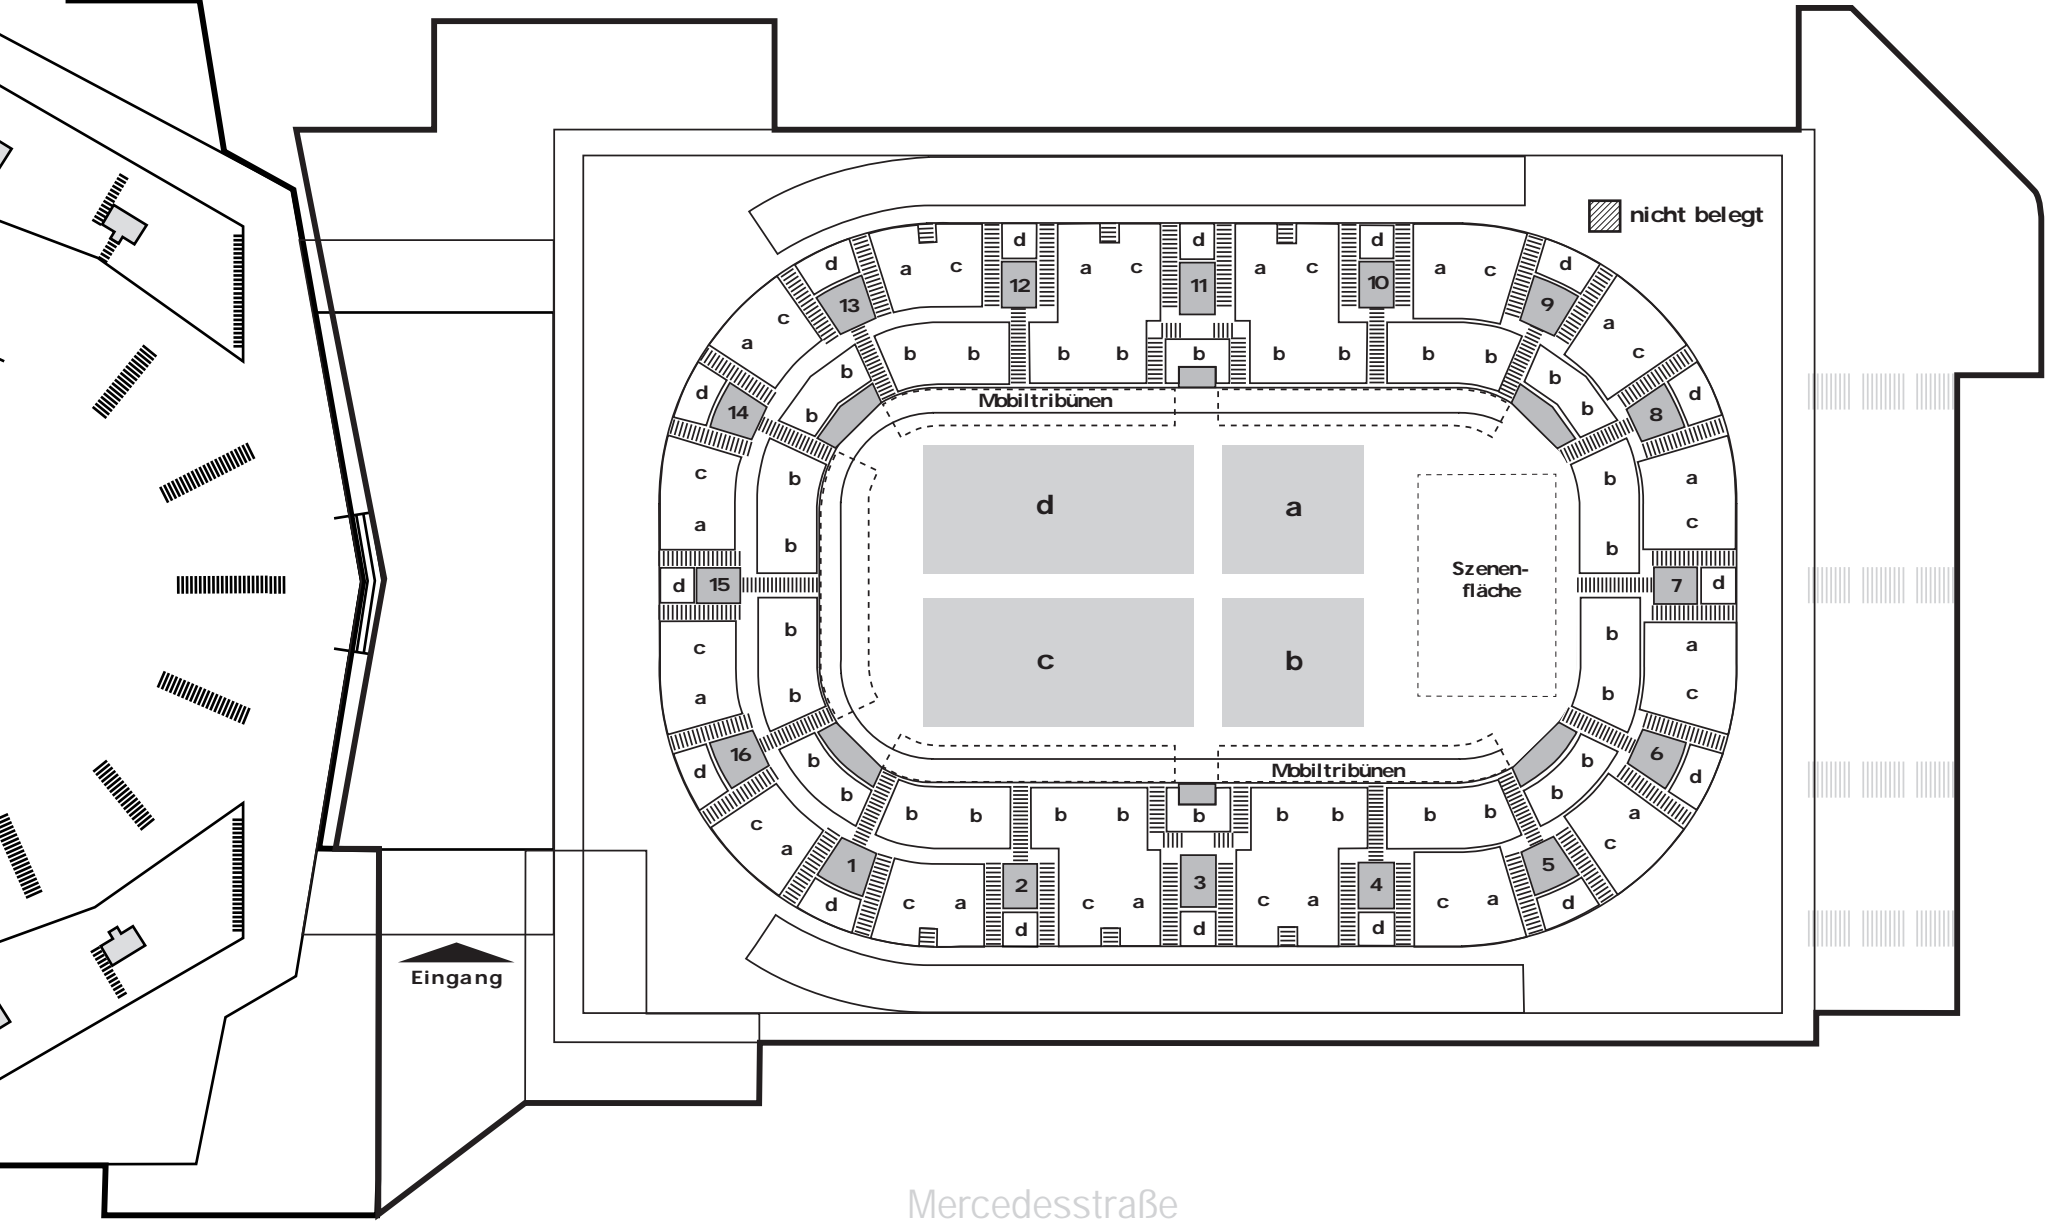 nicht belegt
d d d
d d
12 11 10
13 9
a c a c a c a c
c a
a c
b b b b b b b b b
b b
b b
d 14 8 d
Mobiltribünen
c b b a
a b b c
d a
d 15 Szenen- 7 d
fläche
c b c b b a
a b b c
16 6
d b b d
Mobiltribünen
b b
c a
a c
b b b b b b b b b
1 2 3 4 5
d c a c a c a c a d
d d d
Eingang
Mercedesstraße